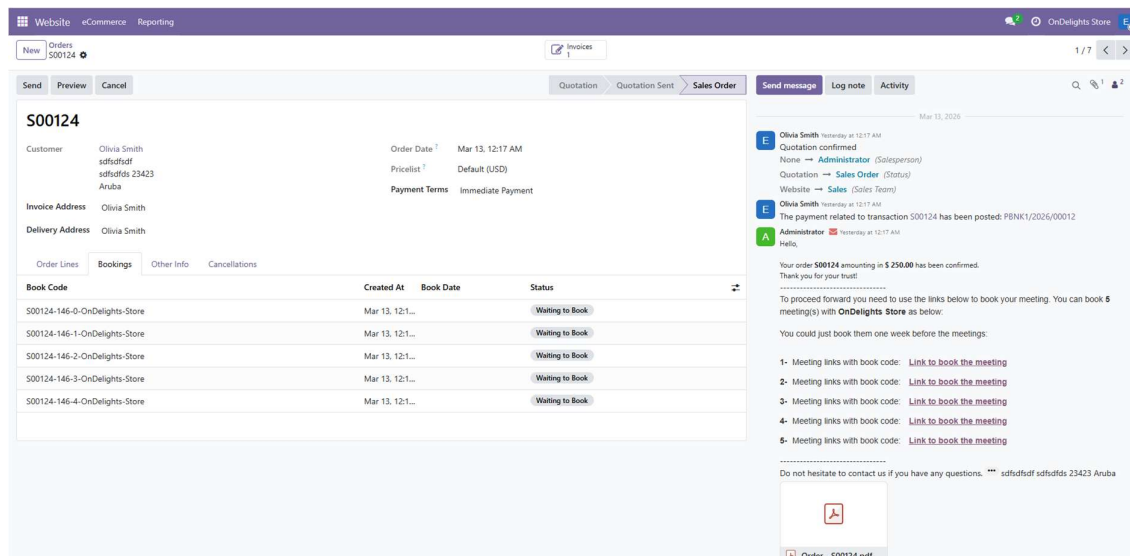 Website eCommerce Reporting
2 OnDelights Store E
New Orders
S00124
Invoices
1
1 / 7
Send Preview Cancel
Quotation Quotation Sent Sales Order
Send message Log note Activity
1 2
S00124
Customer Olivia Smith
sdfsdfsdf
sdfsdfds 23423
Aruba
Invoice Address Olivia Smith
Delivery Address Olivia Smith
Order Date ? Mar 13, 12:17 AM
Pricelist ? Default (USD)
Payment Terms Immediate Payment
Order Lines Bookings Other Info Cancellations
Book Code Created At Book Date Status
S00124-146-0-OnDelights-Store Mar 13, 12:1... Waiting to Book
S00124-146-1-OnDelights-Store Mar 13, 12:1... Waiting to Book
S00124-146-2-OnDelights-Store Mar 13, 12:1... Waiting to Book
S00124-146-3-OnDelights-Store Mar 13, 12:1... Waiting to Book
S00124-146-4-OnDelights-Store Mar 13, 12:1... Waiting to Book
Mar 13, 2026
E
Olivia Smith Yesterday at 12:17 AM
Quotation confirmed
None → Administrator (Salesperson)
Quotation → Sales Order (Status)
Website → Sales (Sales Team)
E
Olivia Smith Yesterday at 12:17 AM
The payment related to transaction S00124 has been posted: PBNK1/2026/00012
A
Administrator Yesterday at 12:17 AM
Hello,
Your order S00124 amounting in $ 250.00 has been confirmed.
Thank you for your trust!
--------------------------------
To proceed forward you need to use the links below to book your meeting. You can book 5
meeting(s) with OnDelights Store as below:
You could just book them one week before the meetings:
1- Meeting links with book code: Link to book the meeting
2- Meeting links with book code: Link to book the meeting
3- Meeting links with book code: Link to book the meeting
4- Meeting links with book code: Link to book the meeting
5- Meeting links with book code: Link to book the meeting
--------------------------------
Do not hesitate to contact us if you have any questions. ••• sdfsdfsdf sdfsdfds 23423 Aruba
Order - S00124.pdf